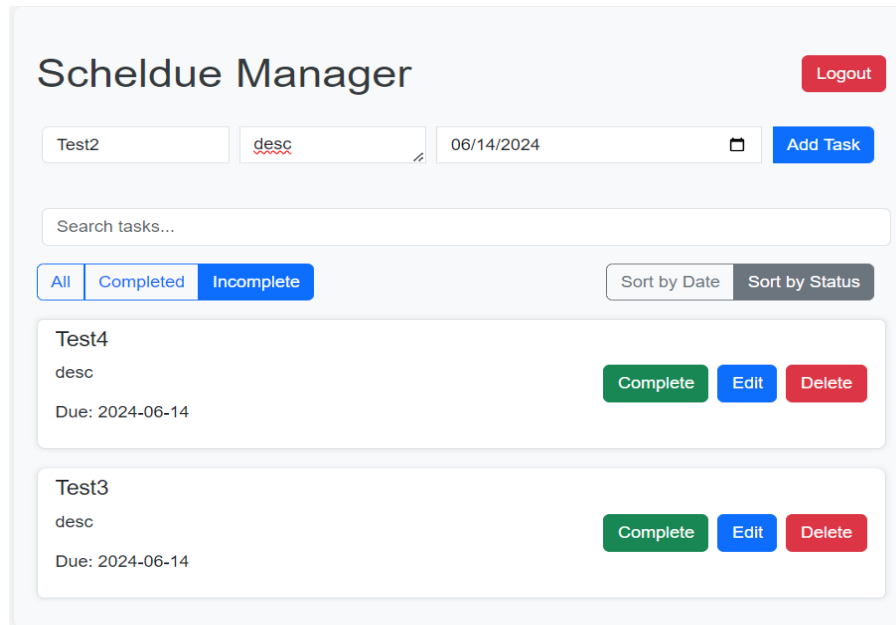 Scheldue Manager
Logout
Test2
desc
06/14/2024
Add Task
Search tasks...
All
Completed
Incomplete
Sort by Date
Sort by Status
Test4
desc
Due: 2024-06-14
Complete
Edit
Delete
Test3
desc
Due: 2024-06-14
Complete
Edit
Delete